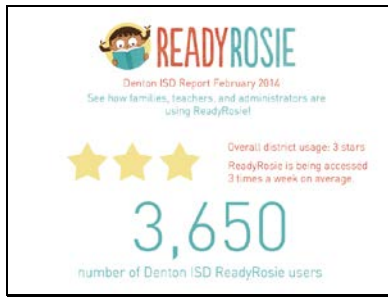 READYROSIE
Denton ISD Report February 2014
See how families, teachers, and administrators are
using ReadyRosie!
Overall district usage: 3 stars
ReadyRosie is being accessed
3 times a week on average.
3,650
number of Denton ISD ReadyRosie users